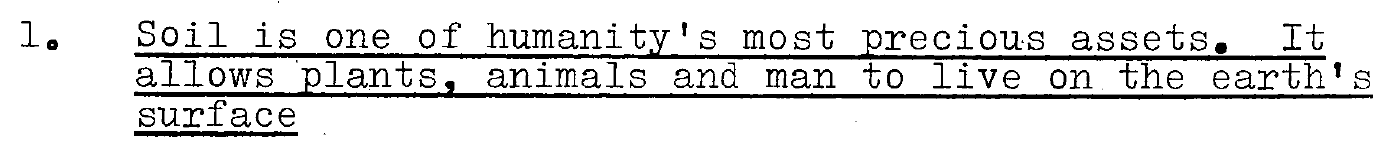 1. Soil is one of humanity's most precious assets. It
allows plants, animals and man to live on the earth's
surface